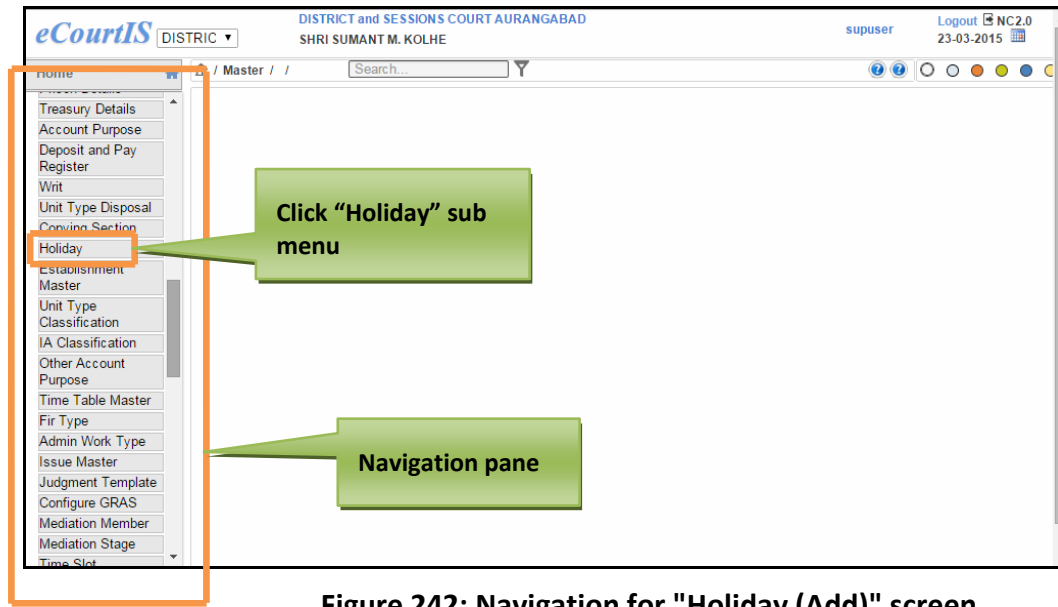 eCourtIS DISTRIC
DISTRICT and SESSIONS COURT AURANGABAD
SHRI SUMANT M. KOLHE
supuser
Logout NC2.0
23-03-2015
Home
/ Master / /
Search...
Prison Details
Treasury Details
Account Purpose
Deposit and Pay
Register
Writ
Unit Type Disposal
Copying Section
Holiday
Establishment
Master
Unit Type
Classification
IA Classification
Other Account
Purpose
Time Table Master
Fir Type
Admin Work Type
Issue Master
Judgment Template
Configure GRAS
Mediation Member
Mediation Stage
Time Slot
Click “Holiday” sub
menu
Navigation pane
Figure 242: Navigation for "Holiday (Add)" screen